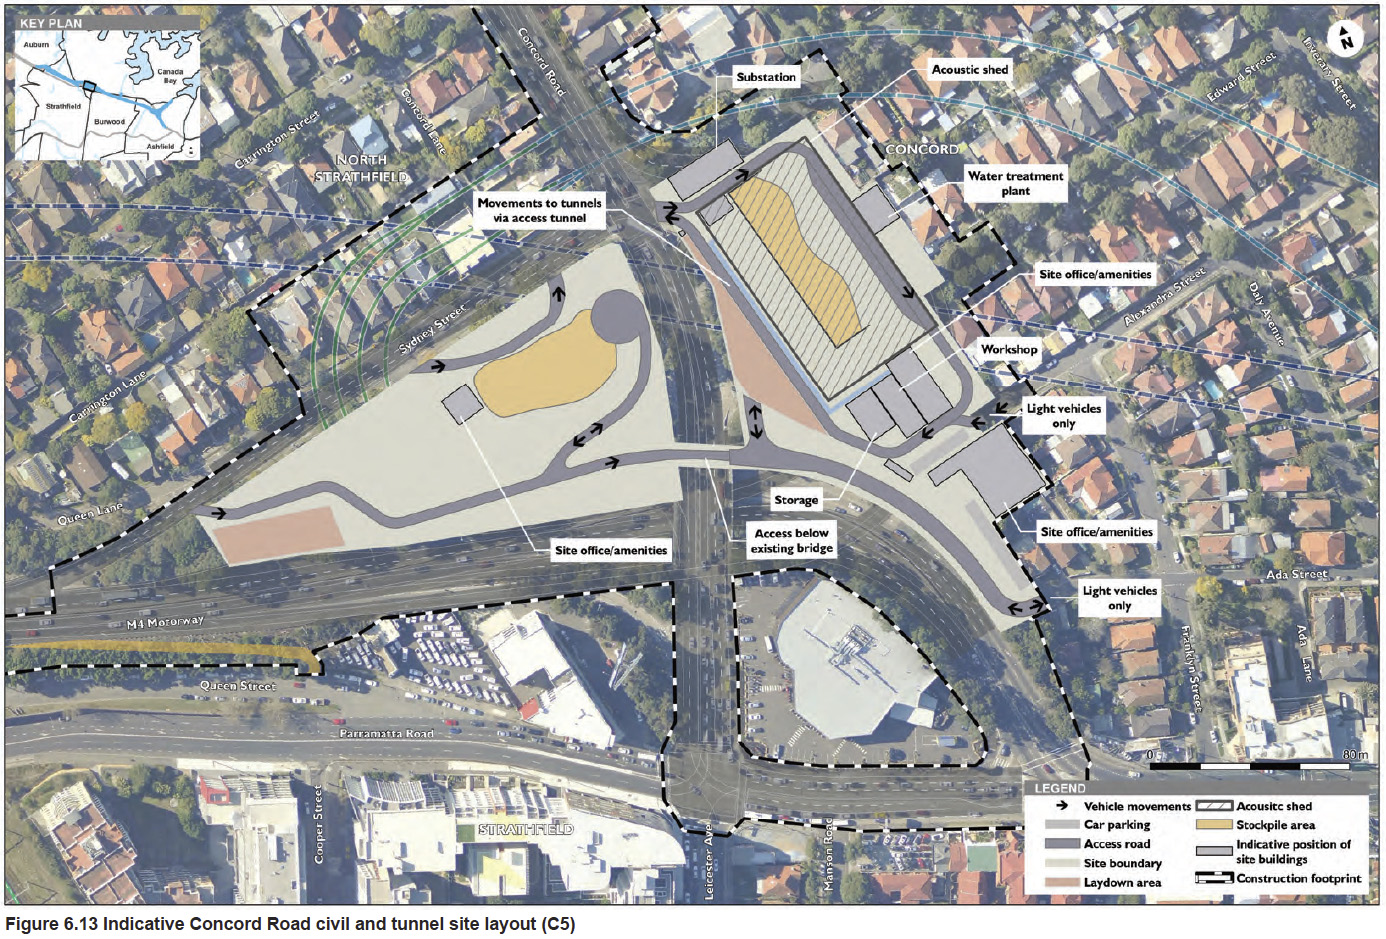 KEY PLAN
Auburn
Canada
Bay
Strathfield
Burwood
Ashfield
N
Concord Road
Concord Lane
Carrington Street
NORTH
STRATHFIELD
Substation
Acoustic shed
CONCORD
Edward Street
Inverary Street
Water treatment
plant
Movements to tunnels
via access tunnel
Site office/amenities
Alexandra Street
Daly Avenue
Sydney Street
Workshop
Carrington Lane
Light vehicles
only
Queen Lane
Storage
Site office/amenities
Access below
existing bridge
Site office/amenities
Ada Street
Light vehicles
only
M4 Motorway
Franklyn Street
Ada Lane
Queen Street
Parramatta Road
0
80m
Cooper Street
STRATHFIELD
Leicester Ave
Manson Road
LEGEND
Vehicle movements
Car parking
Access road
Site boundary
Laydown area
Acousitc shed
Stockpile area
Indicative position of
site buildings
Construction footprint
Figure 6.13 Indicative Concord Road civil and tunnel site layout (C5)